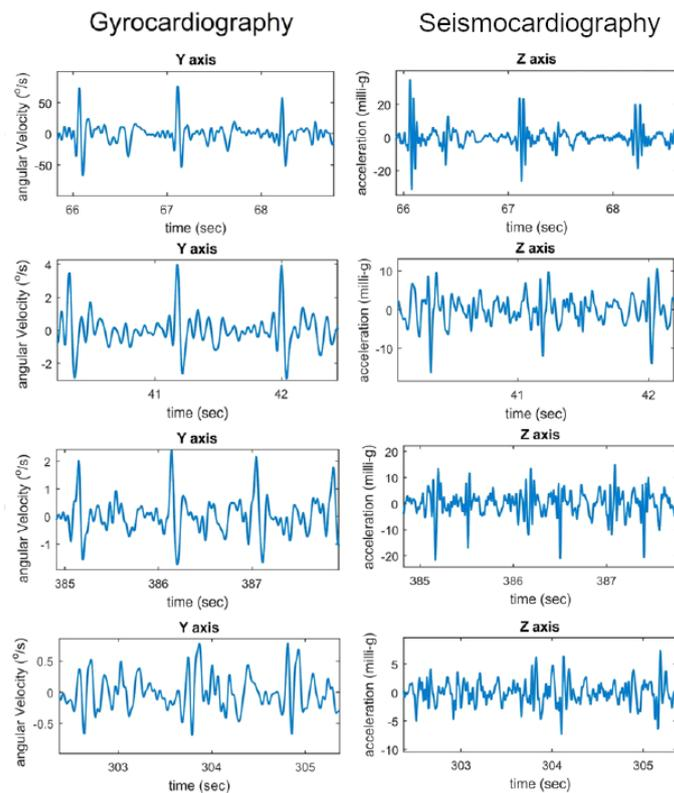 Gyrocardiography
Seismocardiography
Y axis
angular Velocity (°/s)
50
0
-50
66
67
68
time (sec)
Z axis
acceleration (milli-g)
20
0
-20
66
67
68
time (sec)
Y axis
angular Velocity (°/s)
4
2
0
-2
41
42
time (sec)
Z axis
acceleration (milli-g)
10
0
-10
41
42
time (sec)
Y axis
angular Velocity (°/s)
2
1
0
-1
385
386
387
time (sec)
Z axis
acceleration (milli-g)
20
10
0
-10
-20
385
386
387
time (sec)
Y axis
angular Velocity (°/s)
0.5
0
-0.5
303
304
305
time (sec)
Z axis
acceleration (milli-g)
5
0
-5
-10
303
304
305
time (sec)